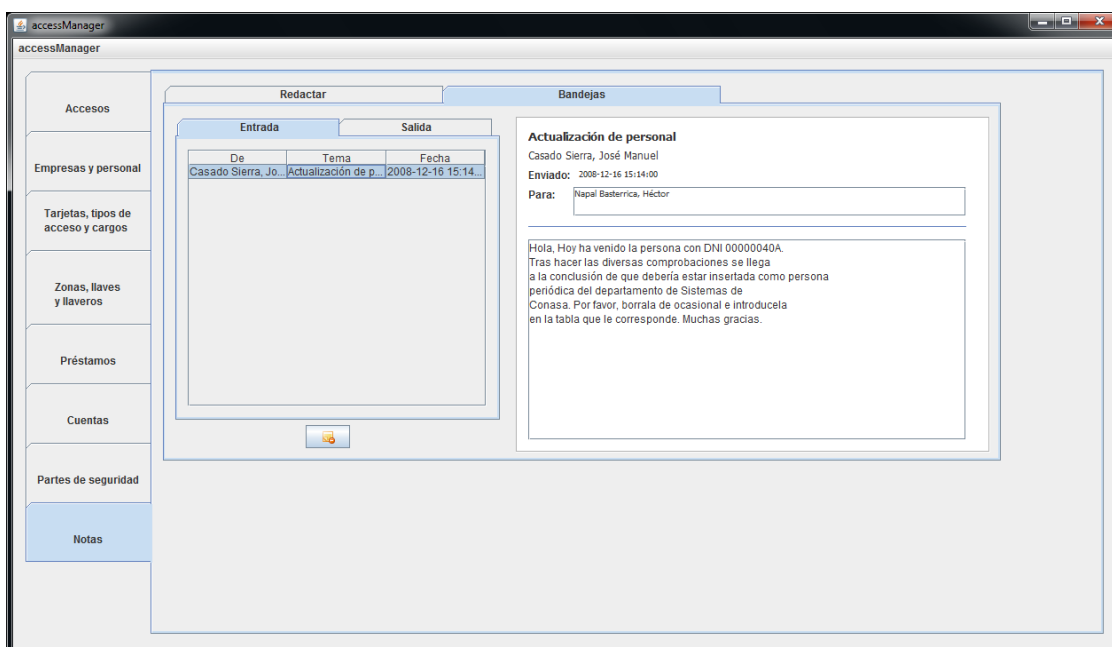 accessManager
accessManager
Accesos
Empresas y personal
Tarjetas, tipos de
acceso y cargos
Zonas, llaves
y llaveros
Préstamos
Cuentas
Partes de seguridad
Notas
Redactar
Bandejas
Entrada
Salida
De Tema Fecha
Casado Sierra, Jo... Actualización de p... 2008-12-16 15:14...
Actualización de personal
Casado Sierra, José Manuel
Enviado: 2008-12-16 15:14:00
Para: Napal Basterrica, Héctor
Hola, Hoy ha venido la persona con DNI 00000040A.
Tras hacer las diversas comprobaciones se llega
a la conclusión de que debería estar insertada como persona
periódica del departamento de Sistemas de
Conasa. Por favor, borrala de ocasional e introducela
en la tabla que le corresponde. Muchas gracias.